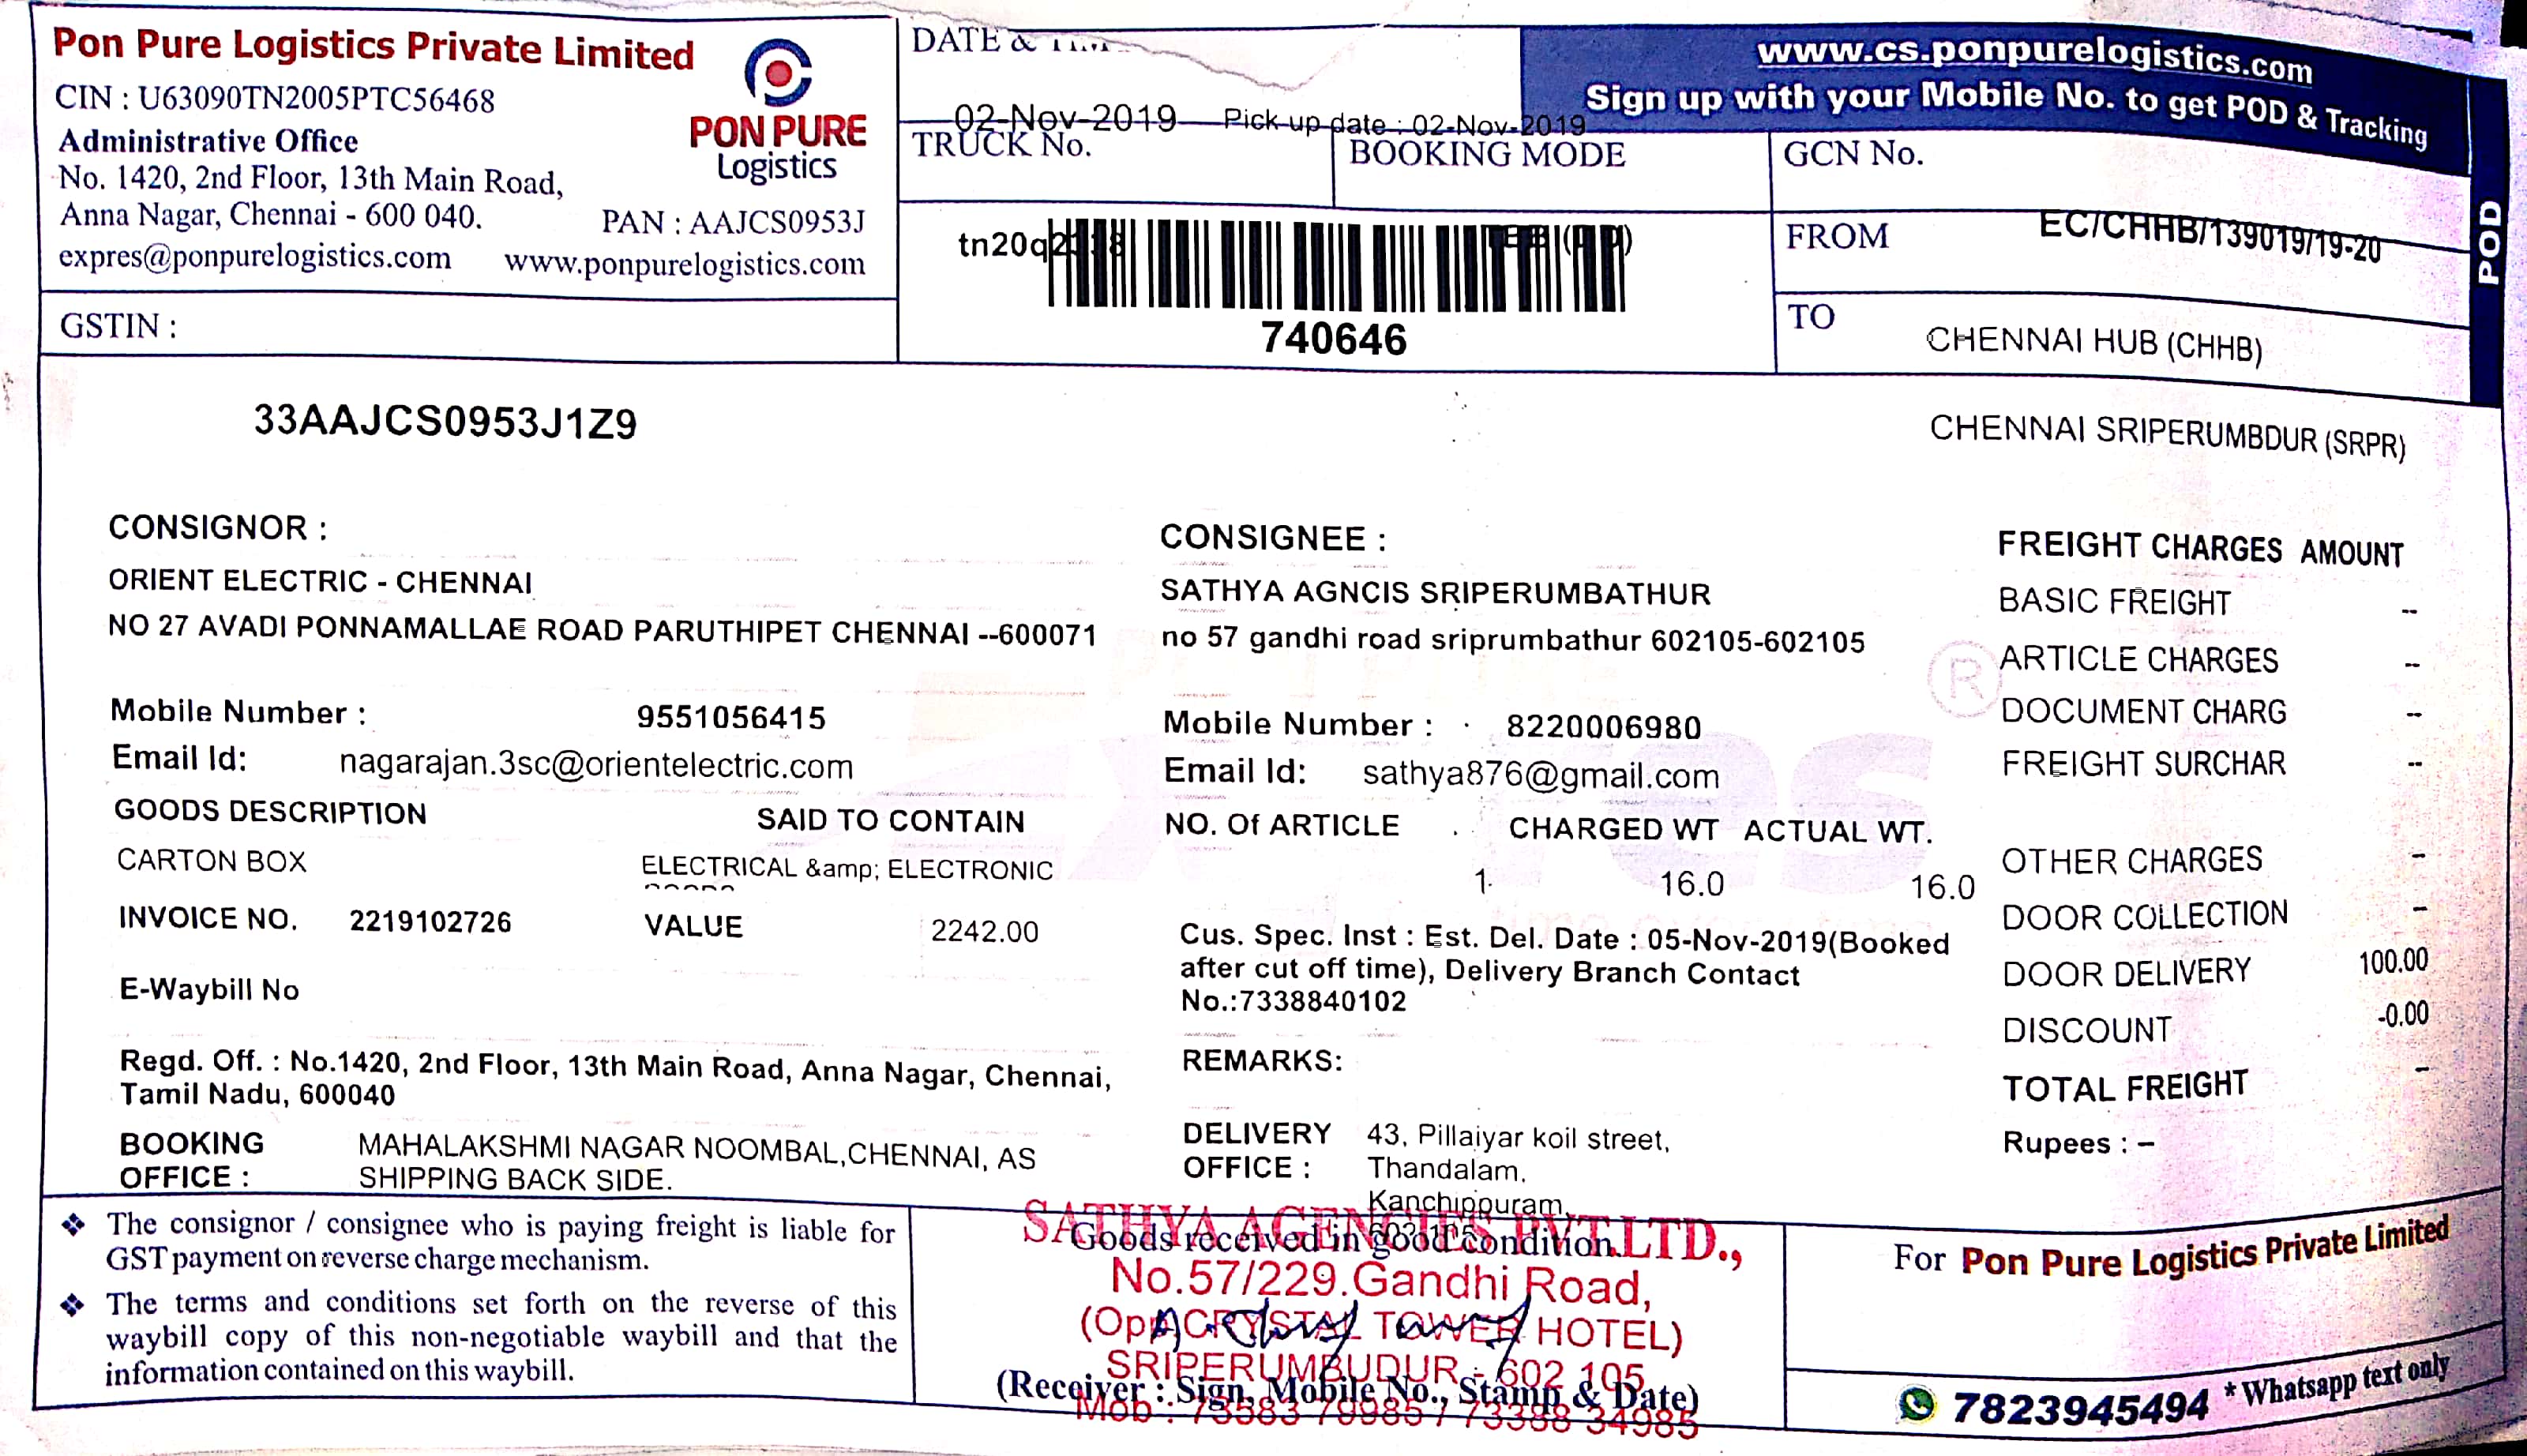 Pon Pure Logistics Private Limited
CIN : U63090TN2005PTC56468
Administrative Office
No. 1420, 2nd Floor, 13th Main Road,
Anna Nagar, Chennai - 600 040.
PAN : AAJCS0953J
expres@ponpurelogistics.com www.ponpurelogistics.com
PON PURE
Logistics
GSTIN :
33AAJCS0953J1Z9
DATE &
02-Nov-2019 Pick up date : 02-Nov-2019
TRUCK No.
BOOKING MODE
tn20q2
740646
www.cs.ponpurelogistics.com
Sign up with your Mobile No. to get POD & Tracking
POD
GCN No.
EC/CHHB/139019/19-20
FROM
CHENNAI HUB (CHHB)
TO
CHENNAI SRIPERUMBDUR (SRPR)
CONSIGNOR :
ORIENT ELECTRIC - CHENNAI
NO 27 AVADI PONNAMALLAE ROAD PARUTHIPET CHENNAI --600071
Mobile Number : 9551056415
Email Id: nagarajan.3sc@orientelectric.com
GOODS DESCRIPTION SAID TO CONTAIN
CARTON BOX ELECTRICAL &amp; ELECTRONIC
INVOICE NO. 2219102726 VALUE 2242.00
E-Waybill No
Regd. Off. : No.1420, 2nd Floor, 13th Main Road, Anna Nagar, Chennai,
Tamil Nadu, 600040
BOOKING OFFICE : MAHALAKSHMI NAGAR NOOMBAL,CHENNAI, AS
SHIPPING BACK SIDE.
CONSIGNEE :
SATHYA AGNCIS SRIPERUMBATHUR
no 57 gandhi road sriprumbathur 602105-602105
Mobile Number : 8220006980
Email Id: sathya876@gmail.com
NO. Of ARTICLE CHARGED WT ACTUAL WT.
1 16.0 16.0
Cus. Spec. Inst : Est. Del. Date : 05-Nov-2019(Booked
after cut off time), Delivery Branch Contact
No.:7338840102
REMARKS:
DELIVERY OFFICE : 43, Pillaiyar koil street,
Thandalam,
Kanchippuram,
FREIGHT CHARGES AMOUNT
BASIC FREIGHT --
ARTICLE CHARGES --
DOCUMENT CHARG --
FREIGHT SURCHAR --
OTHER CHARGES -
DOOR COLLECTION -
DOOR DELIVERY 100.00
DISCOUNT -0.00
TOTAL FREIGHT -
Rupees : -
❖ The consignor / consignee who is paying freight is liable for
GST payment on reverse charge mechanism.
❖ The terms and conditions set forth on the reverse of this
waybill copy of this non-negotiable waybill and that the
information contained on this waybill.
SATHYA AGENCIES PVT.LTD.,
Goods received in good condition.
No.57/229.Gandhi Road,
(Opp CRYSTAL TOWER HOTEL)
SRIPERUMBUDUR - 602 105
(Receiver : Sign, Mobile No., Stamp & Date)
Mob : 73583 79985 / 73388 34985
For Pon Pure Logistics Private Limited
7823945494 * Whatsapp text only